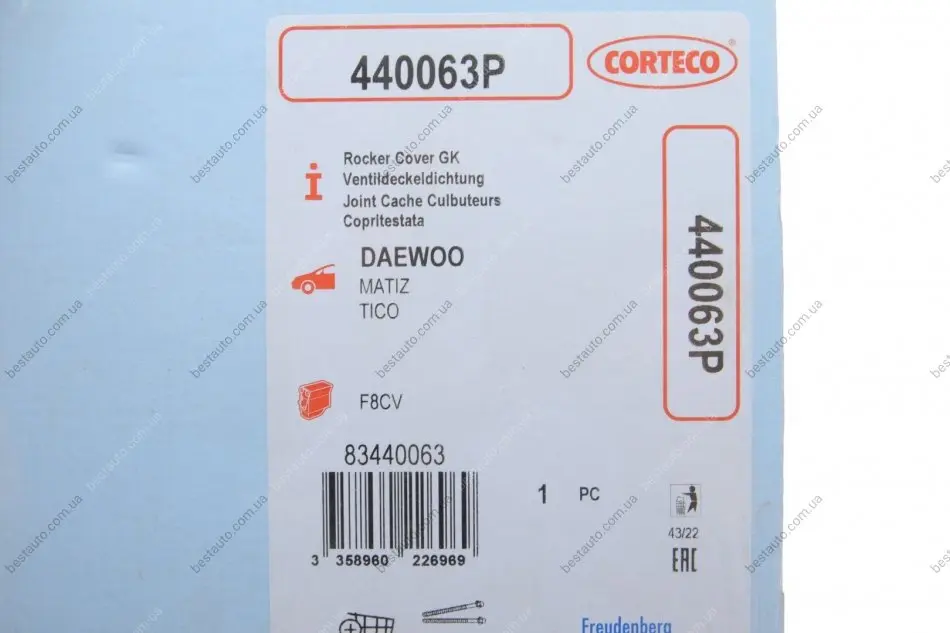 440063P
CORTECO
Rocker Cover GK
Ventildeckeldichtung
Joint Cache Culbuteurs
Copritestata
DAEWOO
MATIZ
TICO
440063P
F8CV
83440063
1 PC
3 358960 226969
43/22
EAC
Freudenberg
bestauto.com.ua